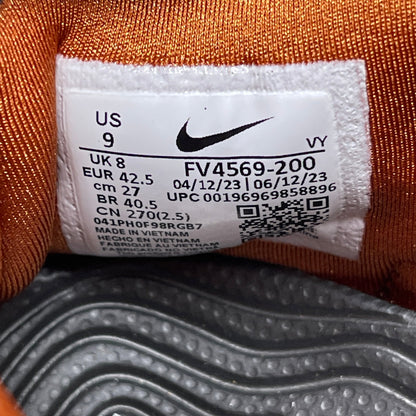 US
9
VY
UK 8
EUR 42.5
cm 27
BR 40.5
CN 270(2.5)
041PH0F98RGB7
MADE IN VIETNAM
HECHO EN VIETNAM
FABRIQUE AU VIETNAM
FV4569-200
04/12/23 | 06/12/23
UPC 00196969858896